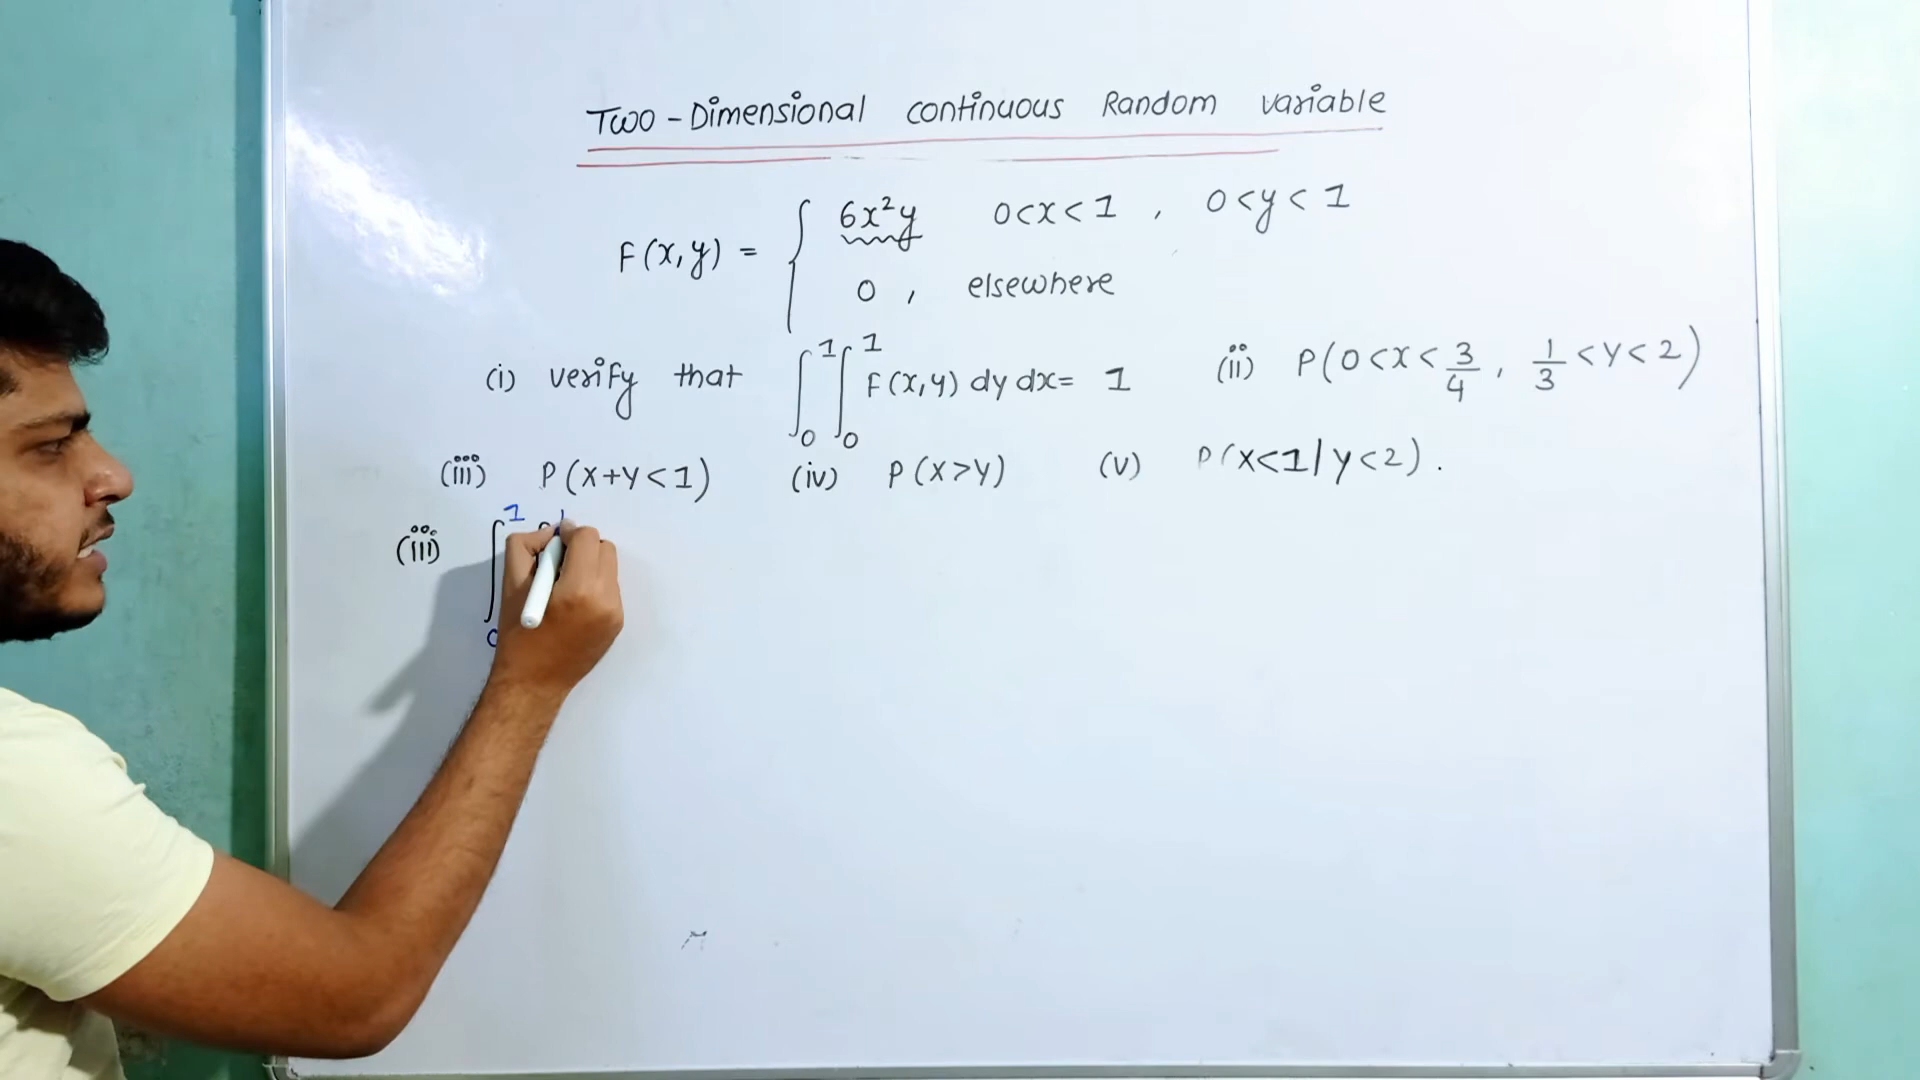 Two - Dimensional continuous Random variable
F(x,y) = { 6x²y 0<x<1 , 0<y<1
0 , elsewhere
(i) verify that ∫₀¹ ∫₀¹ F(x,y) dy dx = 1 (ii) P(0<x<3/4 , 1/3<Y<2)
(iii) P(X+Y<1) (iv) P(X>Y) (v) P(X<1/Y<2).
(iii) ∫₀¹